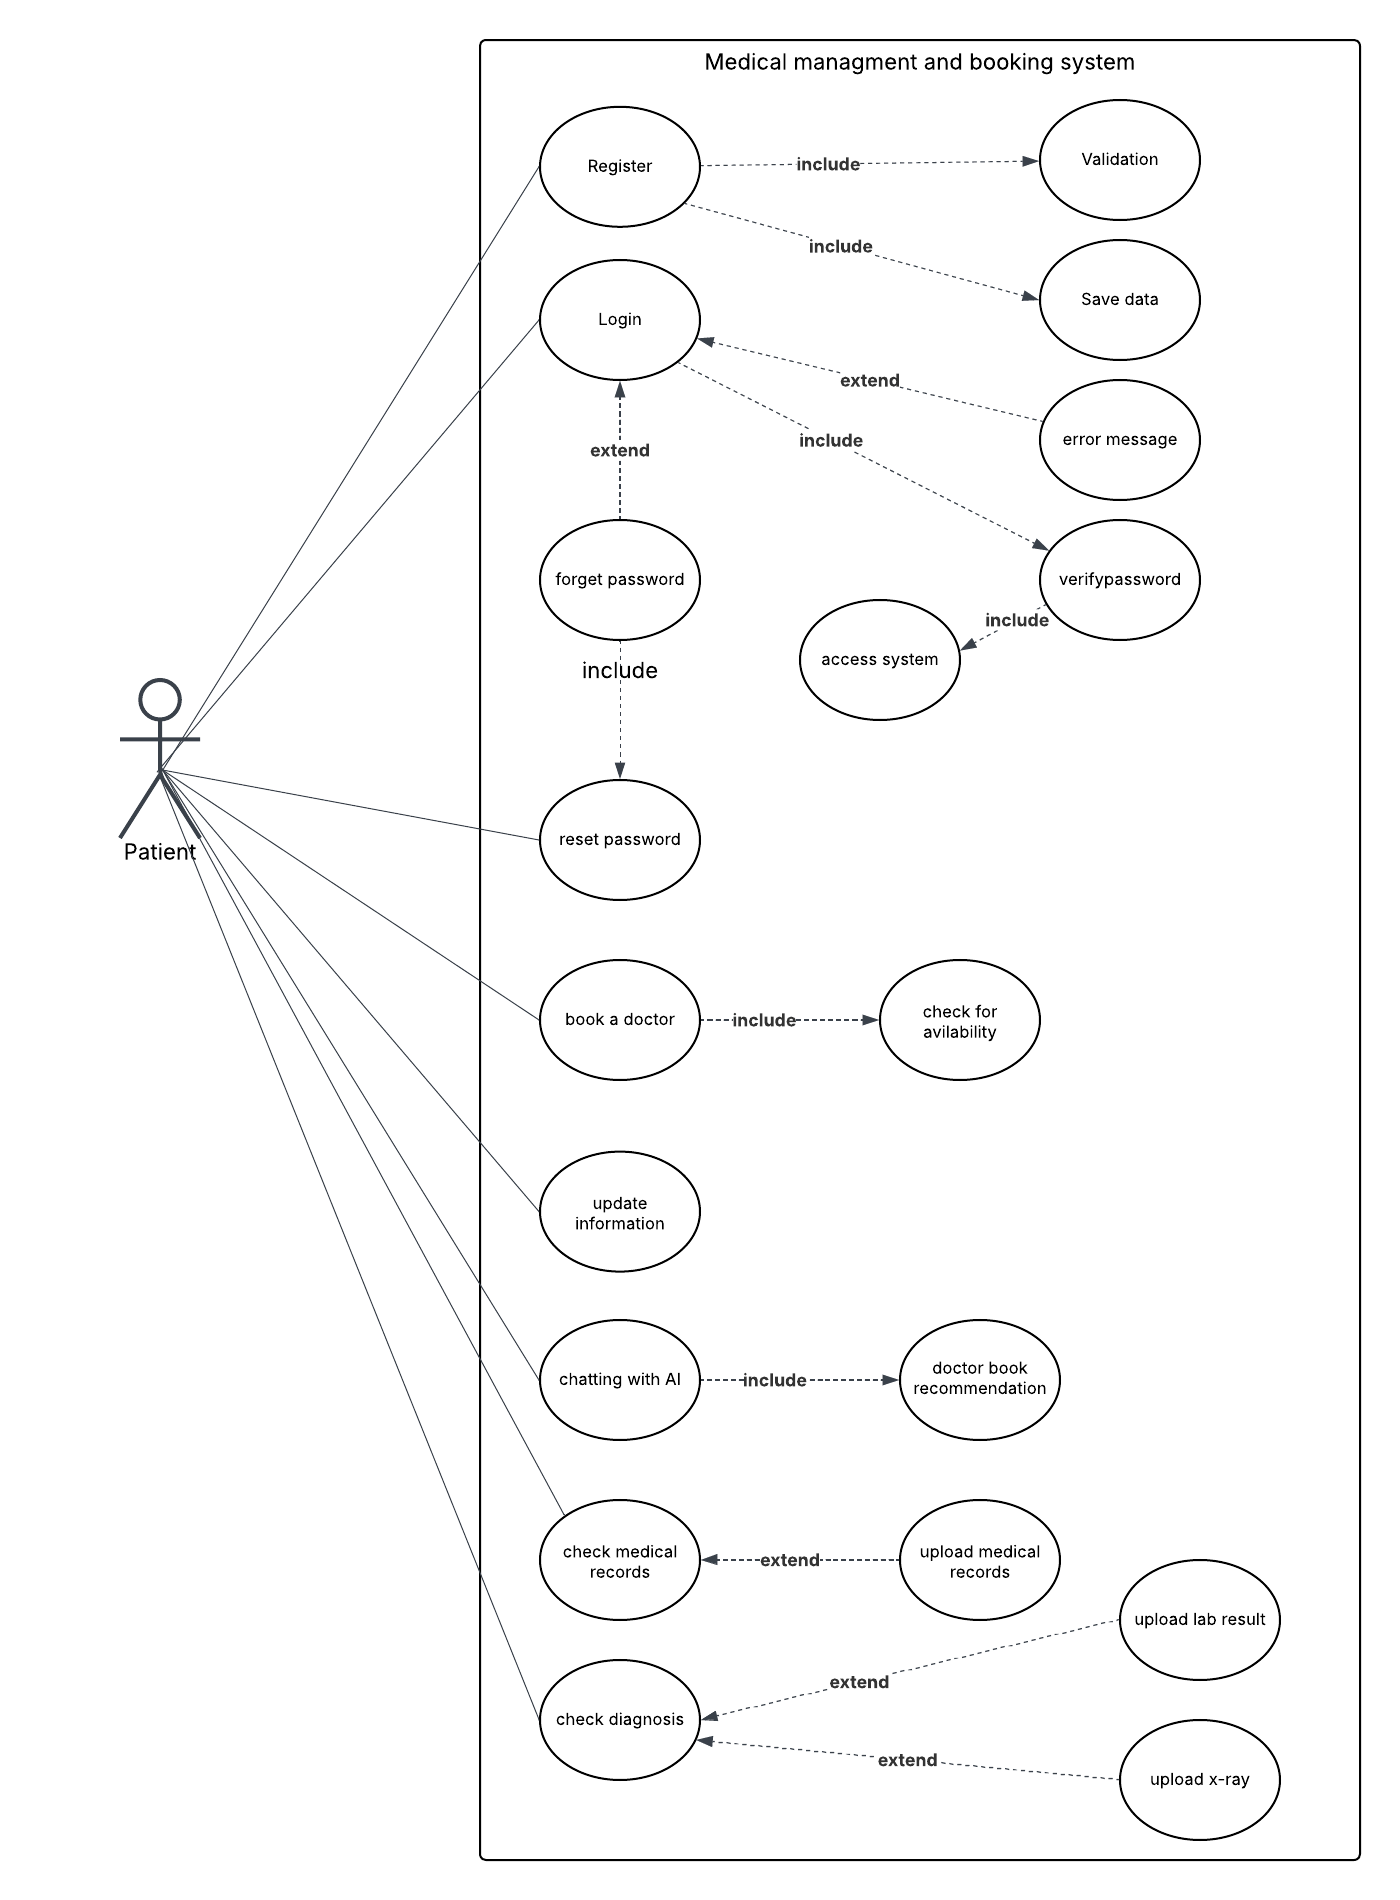 Medical managment and booking system
Register
include
Validation
include
Save data
Login
extend
error message
extend
include
forget password
verifypassword
include
access system
include
reset password
Patient
book a doctor
include
check for
avilability
update
information
chatting with AI
include
doctor book
recommendation
check medical
records
extend
upload medical
records
upload lab result
extend
check diagnosis
extend
upload x-ray